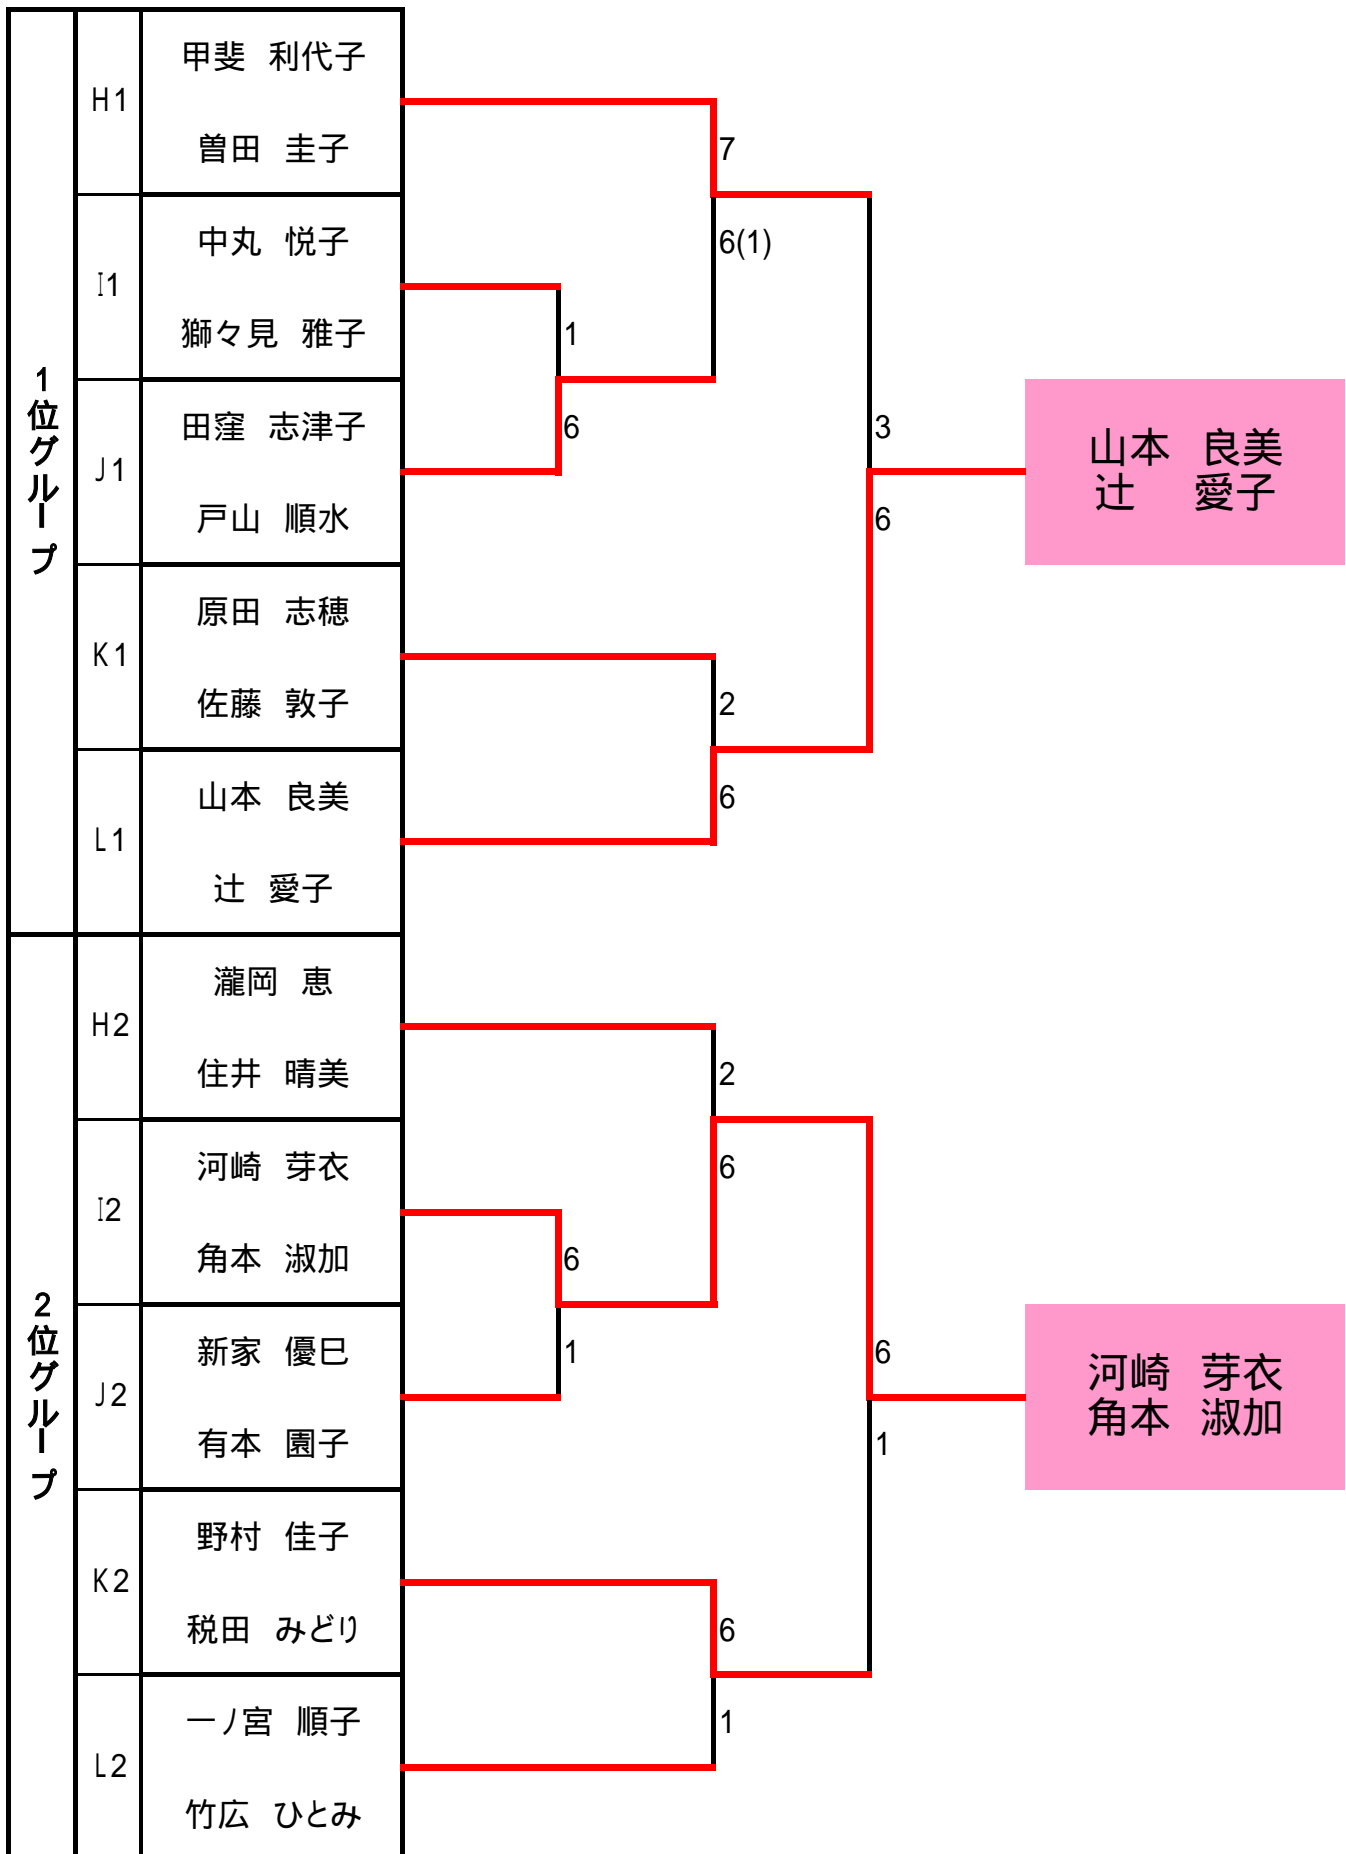 1位グループ
H1
甲斐 利代子
曽田 圭子
I1
中丸 悦子
獅々見 雅子
J1
田窪 志津子
戸山 順水
K1
原田 志穂
佐藤 敦子
L1
山本 良美
辻 愛子
7
6(1)
1
6
2
6
3
6
山本 良美
辻 愛子
2位グループ
H2
瀧岡 恵
住井 晴美
I2
河崎 芽衣
角本 淑加
J2
新家 優巳
有本 園子
K2
野村 佳子
税田 みどり
L2
一ノ宮 順子
竹広 ひとみ
2
6
6
1
6
1
6
1
河崎 芽衣
角本 淑加